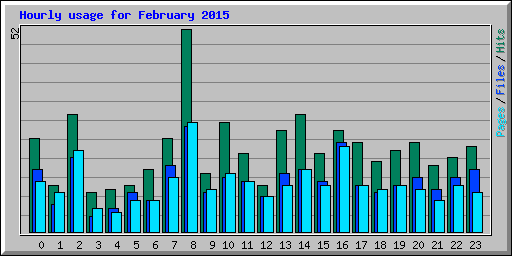 Hourly usage for February 2015
52
Pages / Files / Hits
0 1 2 3 4 5 6 7 8 9 10 11 12 13 14 15 16 17 18 19 20 21 22 23